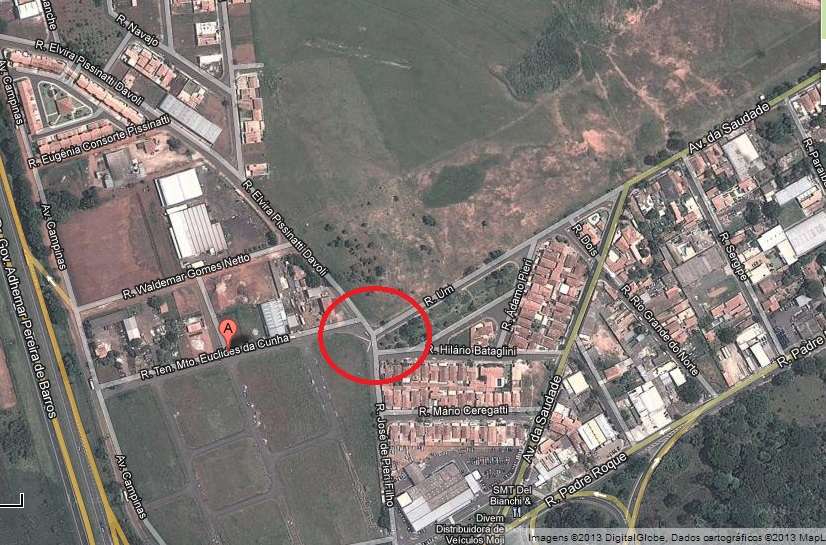 R. Navajo
R. Elvira Pissinatti Davoli
Av. Campinas
R. Eugênia Consorte Pissinatti
Av. da Saudade
R. Elvira Pissinatti Davoli
Av. Campinas
R. Dois
R. Sergipe
R. Waldemar Gomes Netto
R. Um
R. Adamo Pieri
R. Rio Grande do Norte
Gov. Adhemar Pereira de Barros
A
R. Ten. Mto. Euclides da Cunha
R. Hilário Bataglini
R. Padre
R. Mário Ceregatti
Av. da Saudade
R. José de Pieri Filho
Av. Campinas
R. Padre Roque
SMT Del
Bianchi &
Divem
Distribuidora de
Veículos Moji
Imagens ©2013 DigitalGlobe, Dados cartográficos ©2013 MapL